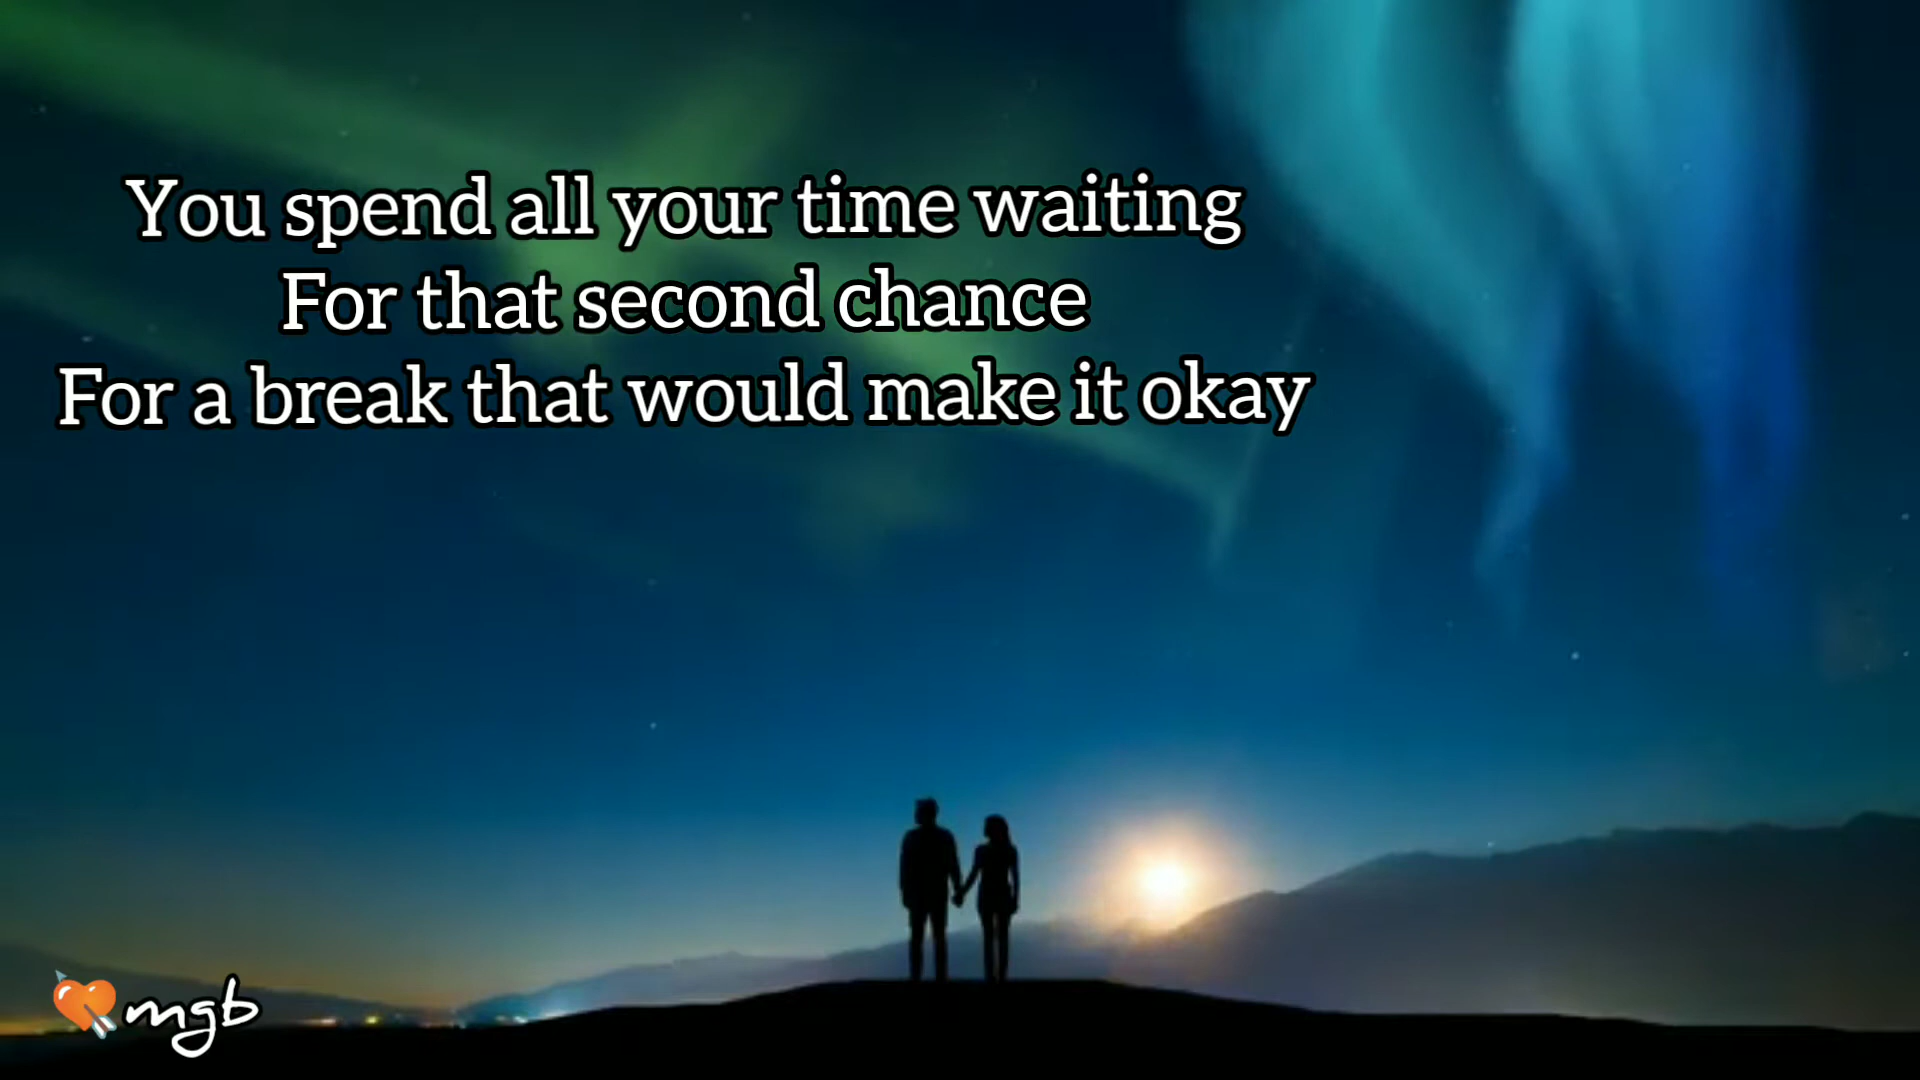 You spend all your time waiting
For that second chance
For a break that would make it okay
mgb